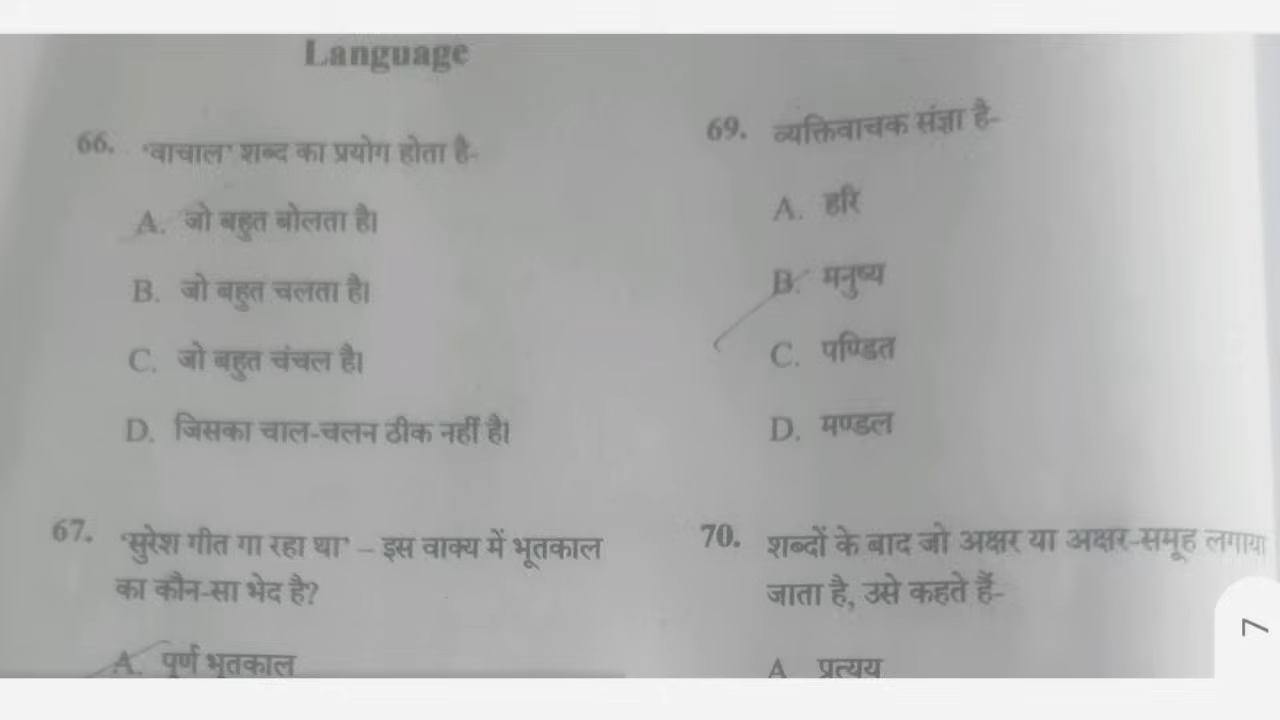 Language
66. 'वाचाल' शब्द का प्रयोग होता है-
A. जो बहुत बोलता है।
B. जो बहुत चलता है।
C. जो बहुत चंचल है।
D. जिसका चाल-चलन ठीक नहीं है।
67. 'सुरेश गीत गा रहा था' – इस वाक्य में भूतकाल
का कौन-सा भेद है?
A. पूर्ण भूतकाल
69. व्यक्तिवाचक संज्ञा है-
A. हरि
B. मनुष्य
C. पण्डित
D. मण्डल
70. शब्दों के बाद जो अक्षर या अक्षर-समूह लगाया
जाता है, उसे कहते हैं-
A प्रत्यय
7